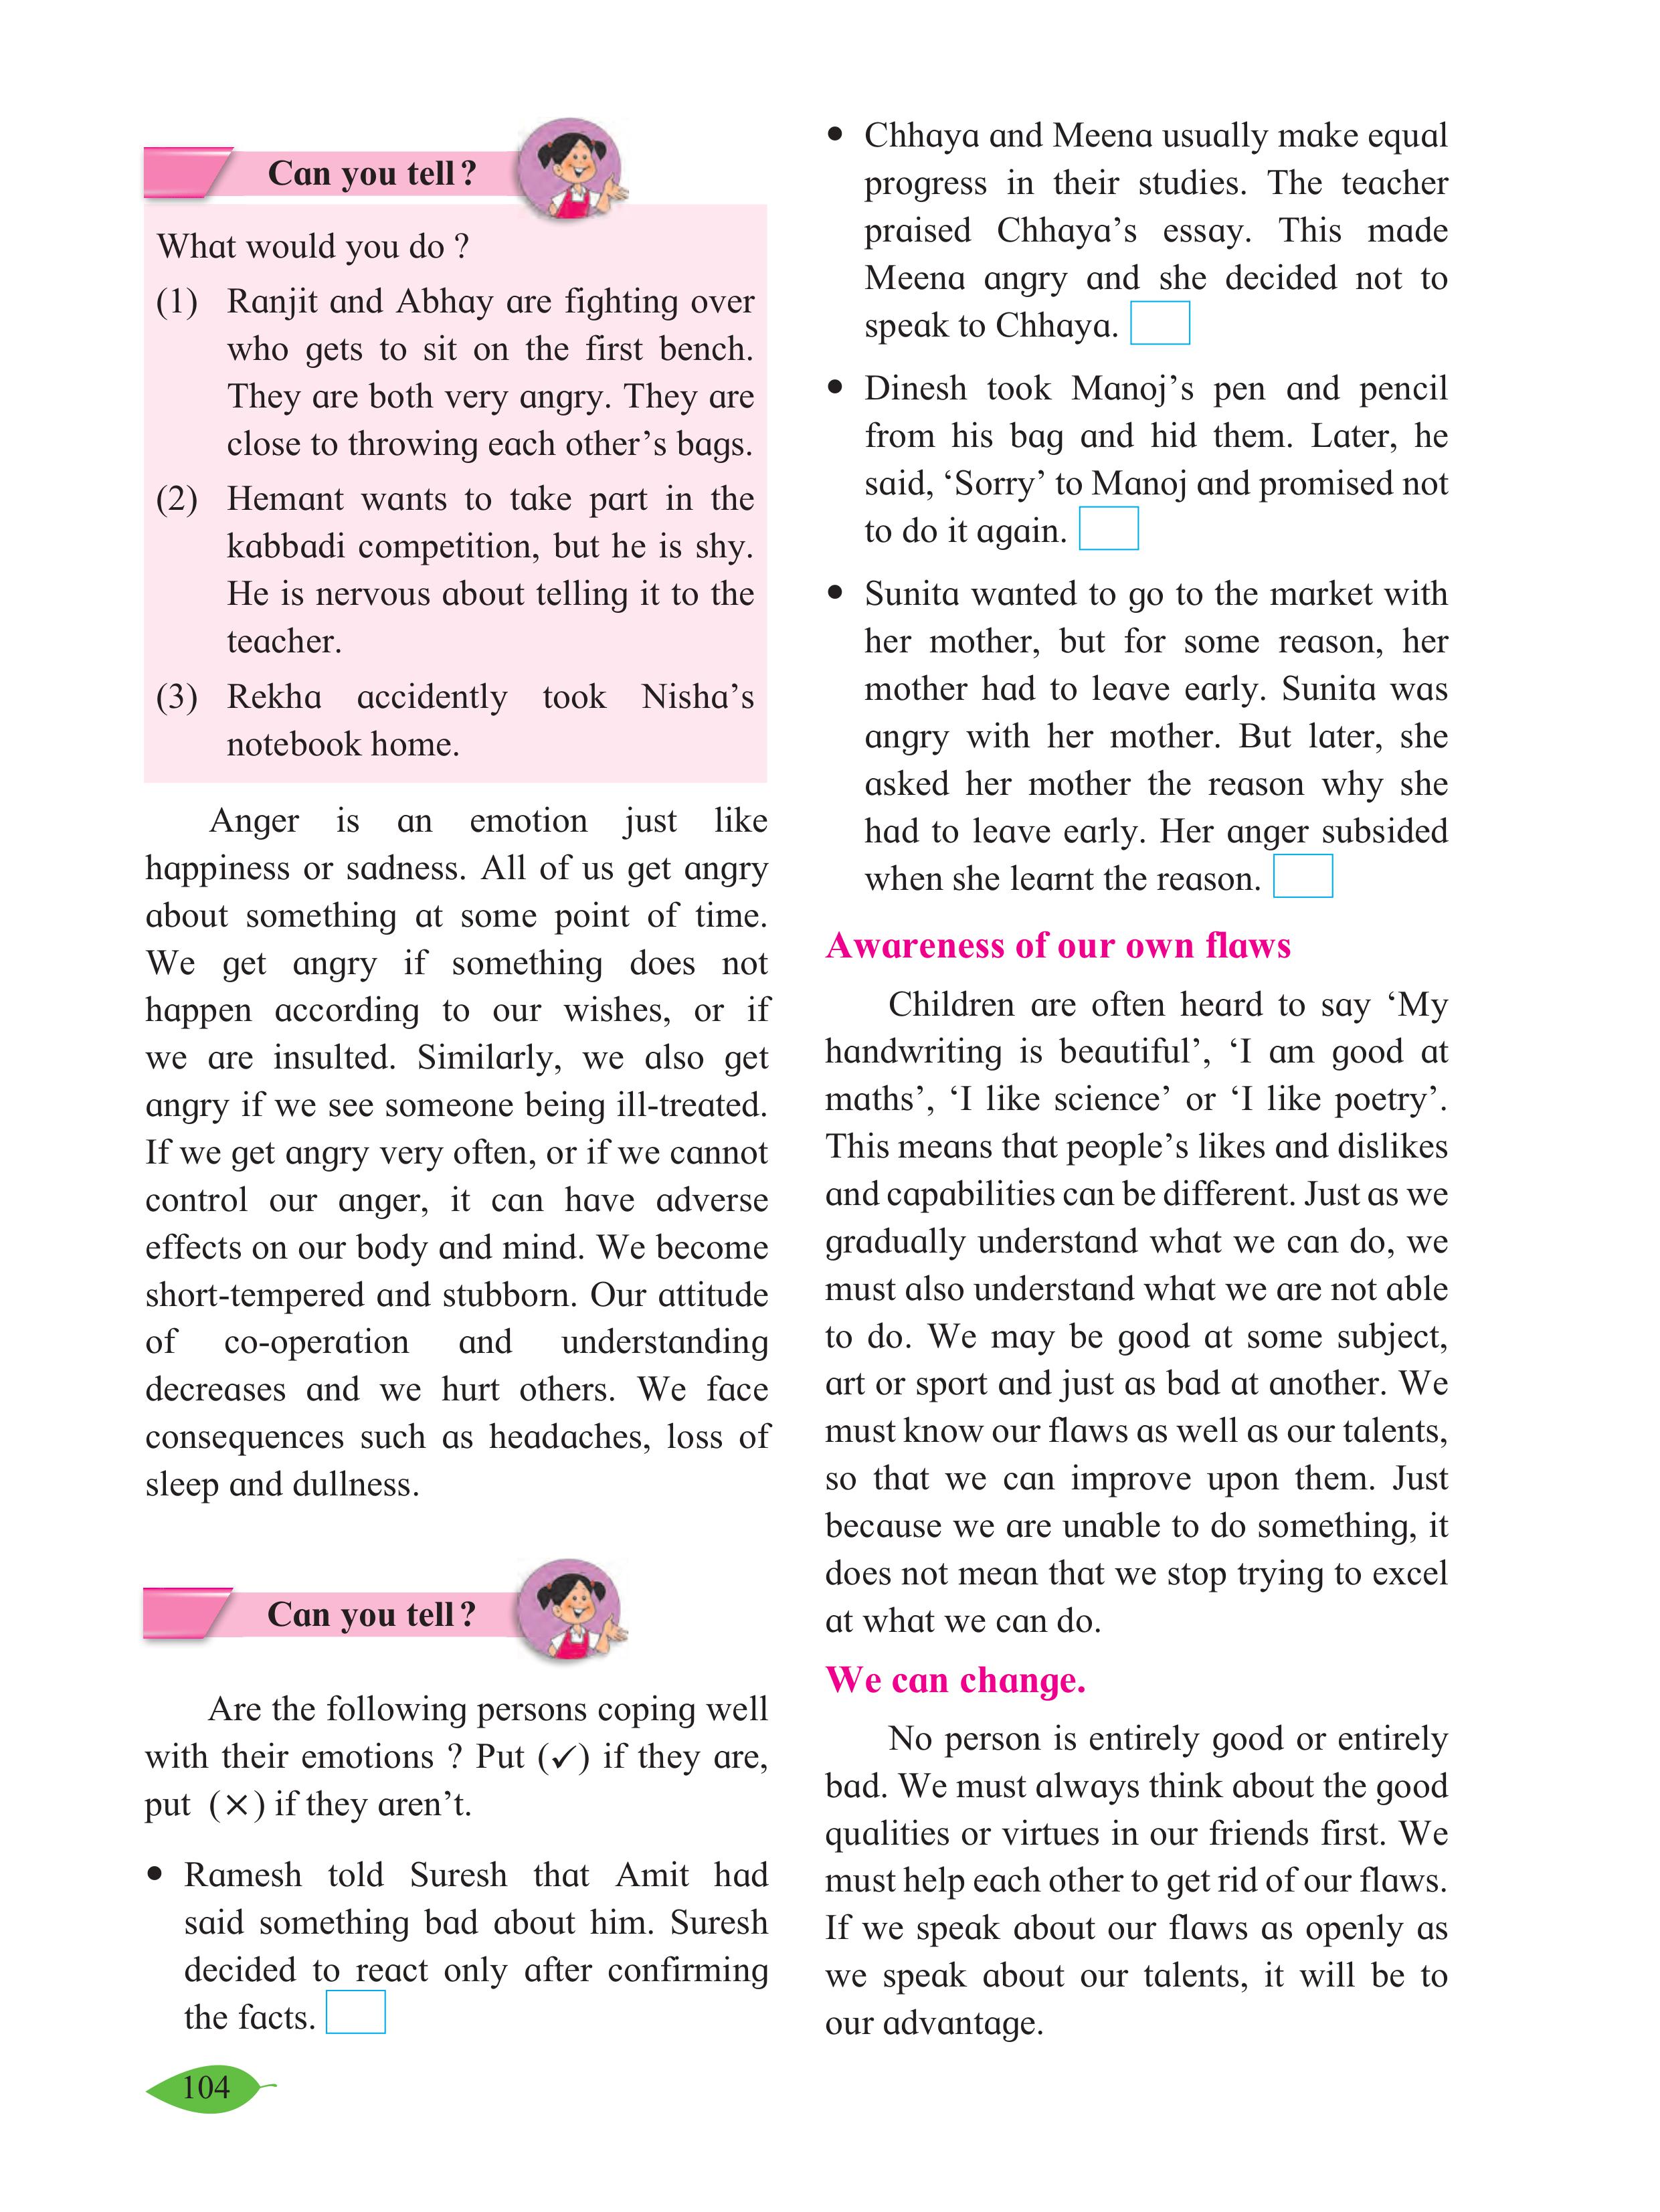 Can you tell ?
What would you do ?
(1) Ranjit and Abhay are fighting over
who gets to sit on the first bench.
They are both very angry. They are
close to throwing each other’s bags.
(2) Hemant wants to take part in the
kabbadi competition, but he is shy.
He is nervous about telling it to the
teacher.
(3) Rekha accidently took Nisha’s
notebook home.
Anger is an emotion just like
happiness or sadness. All of us get angry
about something at some point of time.
We get angry if something does not
happen according to our wishes, or if
we are insulted. Similarly, we also get
angry if we see someone being ill-treated.
If we get angry very often, or if we cannot
control our anger, it can have adverse
effects on our body and mind. We become
short-tempered and stubborn. Our attitude
of co-operation and understanding
decreases and we hurt others. We face
consequences such as headaches, loss of
sleep and dullness.
Can you tell ?
Are the following persons coping well
with their emotions ? Put (✓) if they are,
put (×) if they aren’t.
• Ramesh told Suresh that Amit had
said something bad about him. Suresh
decided to react only after confirming
the facts.
• Chhaya and Meena usually make equal
progress in their studies. The teacher
praised Chhaya’s essay. This made
Meena angry and she decided not to
speak to Chhaya.
• Dinesh took Manoj’s pen and pencil
from his bag and hid them. Later, he
said, ‘Sorry’ to Manoj and promised not
to do it again.
• Sunita wanted to go to the market with
her mother, but for some reason, her
mother had to leave early. Sunita was
angry with her mother. But later, she
asked her mother the reason why she
had to leave early. Her anger subsided
when she learnt the reason.
Awareness of our own flaws
Children are often heard to say ‘My
handwriting is beautiful’, ‘I am good at
maths’, ‘I like science’ or ‘I like poetry’.
This means that people’s likes and dislikes
and capabilities can be different. Just as we
gradually understand what we can do, we
must also understand what we are not able
to do. We may be good at some subject,
art or sport and just as bad at another. We
must know our flaws as well as our talents,
so that we can improve upon them. Just
because we are unable to do something, it
does not mean that we stop trying to excel
at what we can do.
We can change.
No person is entirely good or entirely
bad. We must always think about the good
qualities or virtues in our friends first. We
must help each other to get rid of our flaws.
If we speak about our flaws as openly as
we speak about our talents, it will be to
our advantage.
104